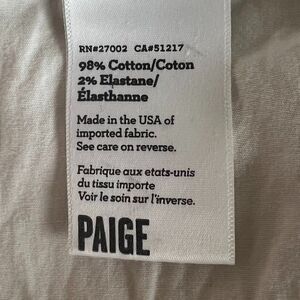 RN#27002 CA#51217
98% Cotton/Coton
2% Elastane/
Élasthanne
Made in the USA of
imported fabric.
See care on reverse.
Fabrique aux etats-unis
du tissu importe
Voir le soin sur l'inverse.
PAIGE